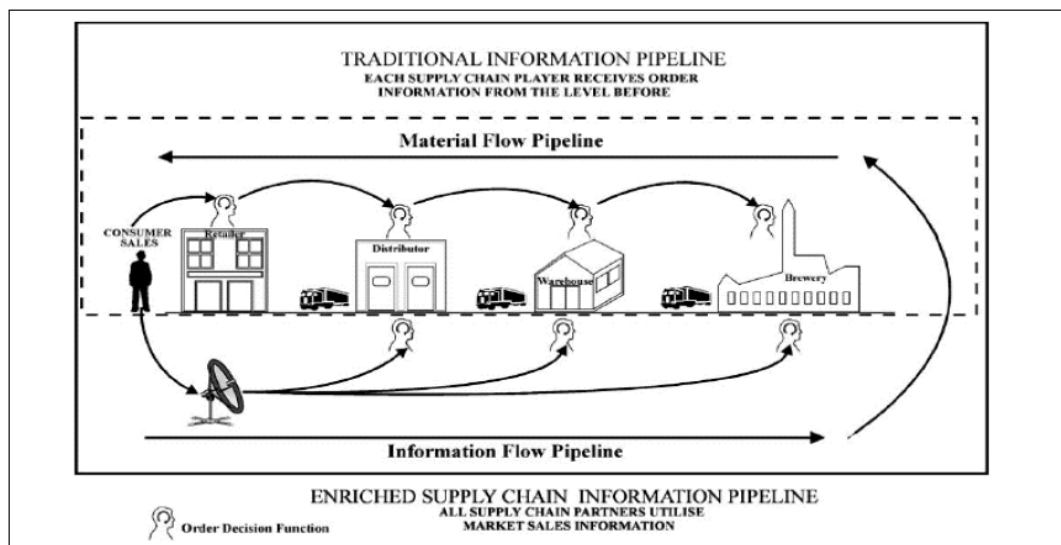 TRADITIONAL INFORMATION PIPELINE
EACH SUPPLY CHAIN PLAYER RECEIVES ORDER
INFORMATION FROM THE LEVEL BEFORE
Material Flow Pipeline
CONSUMER
SALES
Retailer
Distributor
Warehouse
Brewery
Information Flow Pipeline
ENRICHED SUPPLY CHAIN INFORMATION PIPELINE
ALL SUPPLY CHAIN PARTNERS UTILISE
MARKET SALES INFORMATION
Order Decision Function